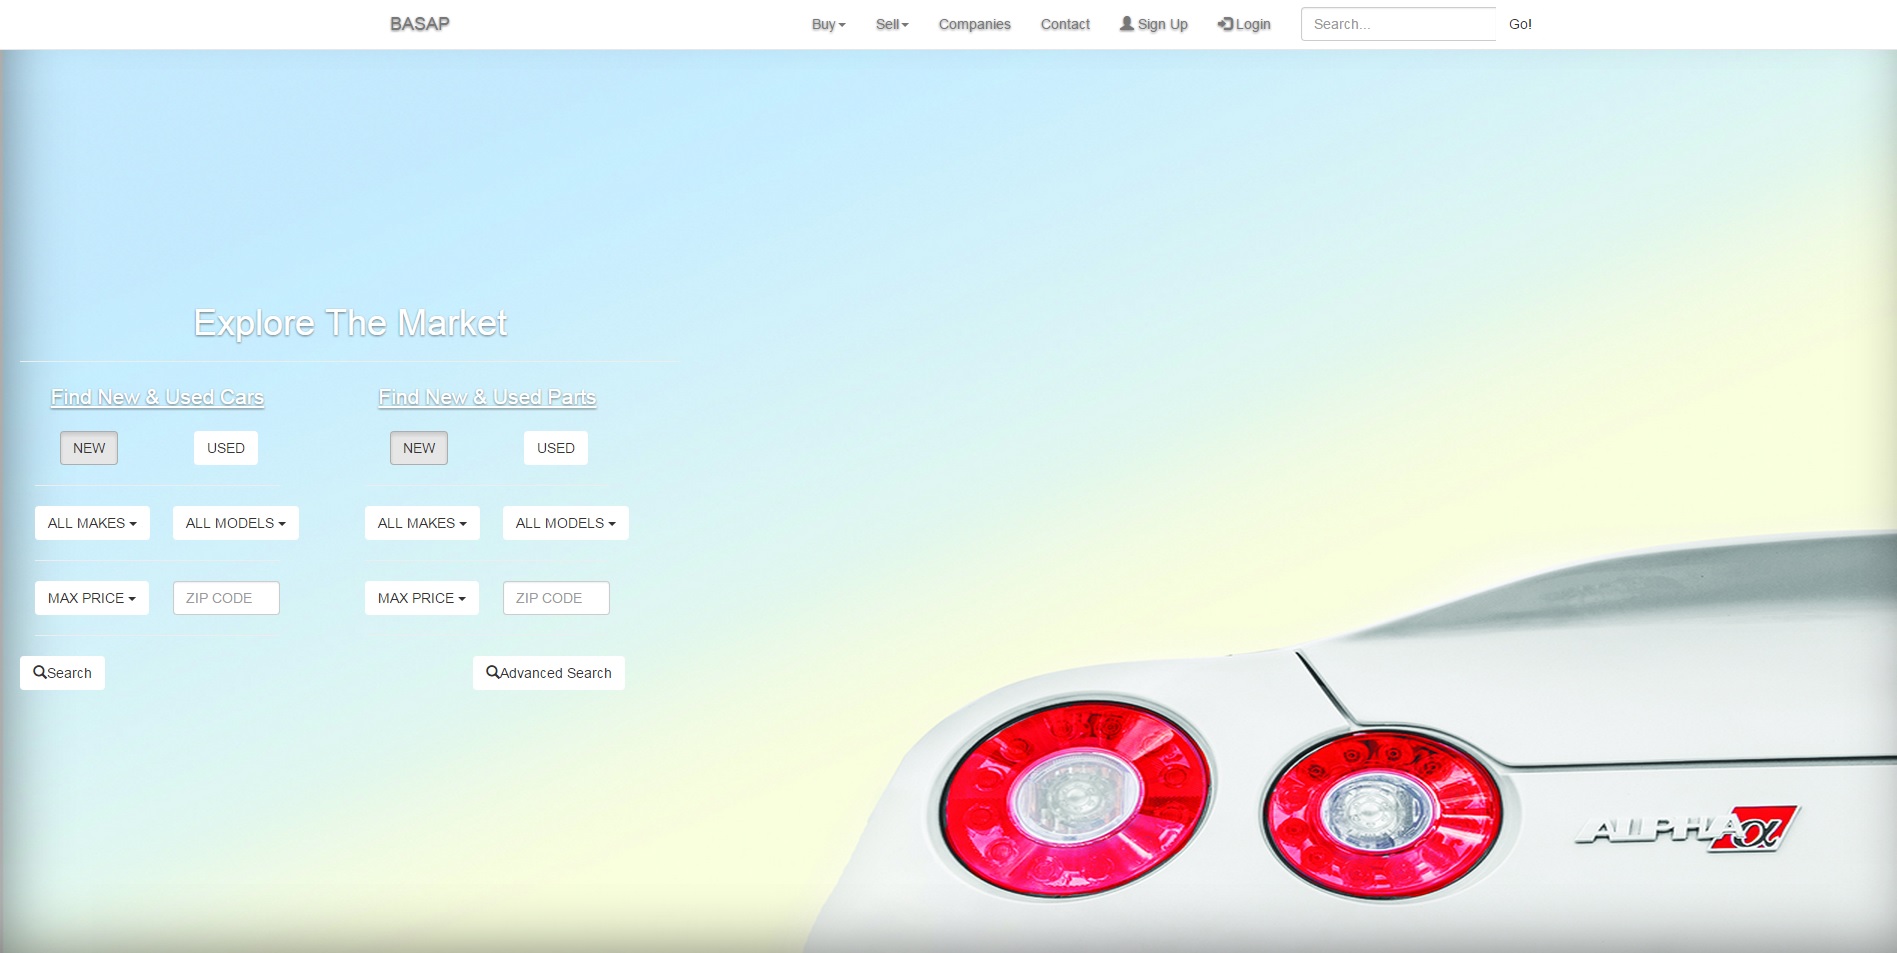 BASAP Buy Sell Companies Contact Sign Up Login Search... Go!
Explore The Market
Find New & Used Cars Find New & Used Parts
NEW USED NEW USED
ALL MAKES ALL MODELS ALL MAKES ALL MODELS
MAX PRICE ZIP CODE MAX PRICE ZIP CODE
Search Advanced Search
ALPHA α